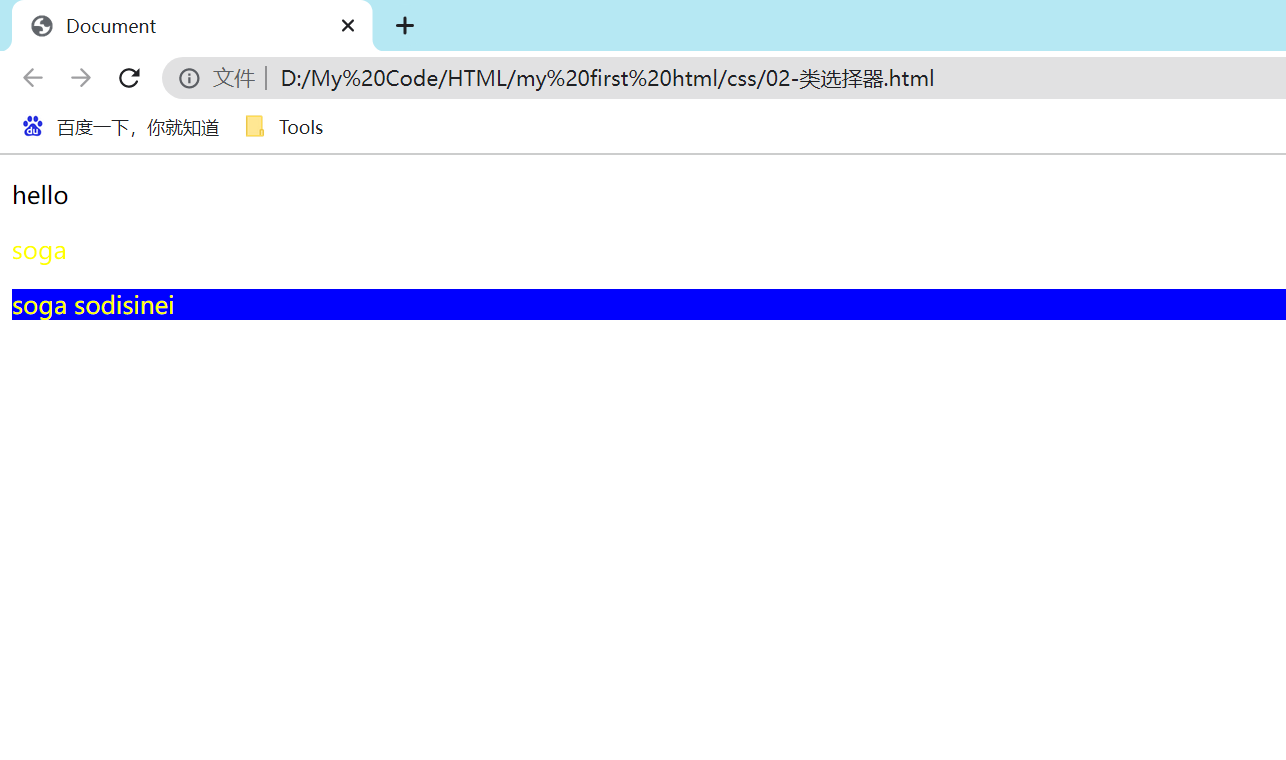 Document
文件 D:/My%20Code/HTML/my%20first%20html/css/02-类选择器.html
百度一下，你就知道 Tools
hello
soga
soga sodisinei